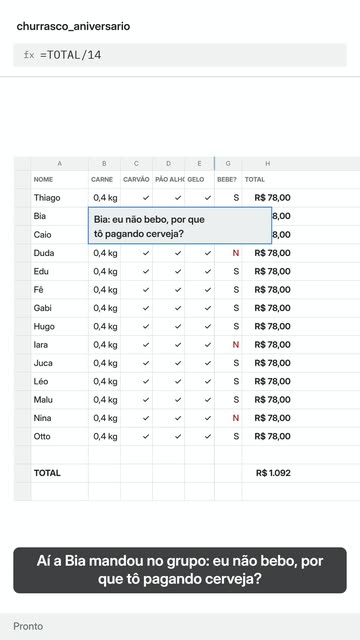 churrasco_aniversario
fx =TOTAL/14
A B C D E G H
NOME CARNE CARVÃO PÃO ALHO GELO BEBE? TOTAL
Thiago 0,4 kg ✓ ✓ ✓ S R$ 78,00
Bia 8,00
Bia: eu não bebo, por que
tô pagando cerveja?
Caio 8,00
Duda 0,4 kg ✓ ✓ ✓ N R$ 78,00
Edu 0,4 kg ✓ ✓ ✓ S R$ 78,00
Fê 0,4 kg ✓ ✓ ✓ S R$ 78,00
Gabi 0,4 kg ✓ ✓ ✓ S R$ 78,00
Hugo 0,4 kg ✓ ✓ ✓ S R$ 78,00
Iara 0,4 kg ✓ ✓ ✓ N R$ 78,00
Juca 0,4 kg ✓ ✓ ✓ S R$ 78,00
Léo 0,4 kg ✓ ✓ ✓ S R$ 78,00
Malu 0,4 kg ✓ ✓ ✓ S R$ 78,00
Nina 0,4 kg ✓ ✓ ✓ N R$ 78,00
Otto 0,4 kg ✓ ✓ ✓ S R$ 78,00
TOTAL R$ 1.092
Aí a Bia mandou no grupo: eu não bebo, por
que tô pagando cerveja?
Pronto